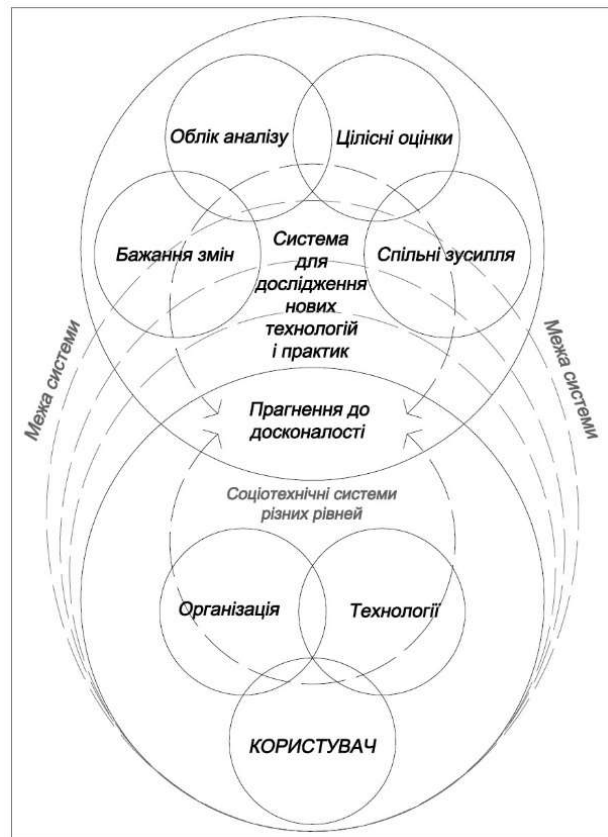 Облік аналізу
Цілісні оцінки
Бажання змін
Система
для
дослідження
нових
технологій
і практик
Спільні зусилля
Межа системи
Межа системи
Прагнення до
досконалості
Соціотехнічні системи
різних рівней
Організація
Технології
КОРИСТУВАЧ